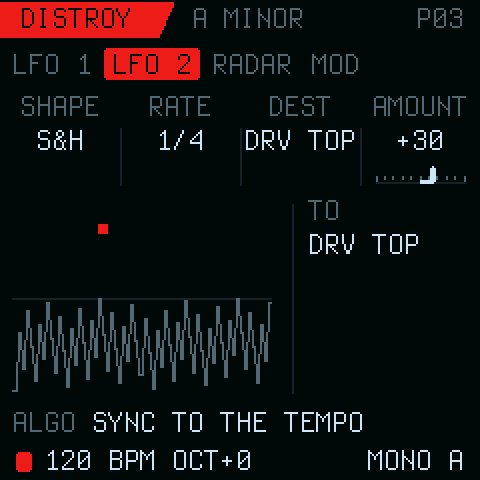 DISTROY A MINOR P03
LFO 1 LFO 2 RADAR MOD
SHAPE RATE DEST AMOUNT
S&H 1/4 DRV TOP +30
TO
DRV TOP
ALGO SYNC TO THE TEMPO
120 BPM OCT+0 MONO A